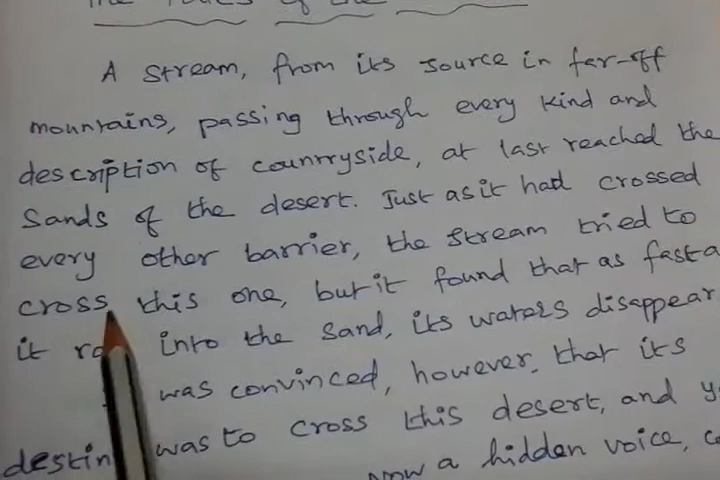 A stream, from its source in far-off
mountains, passing through every kind and
description of countryside, at last reached the
Sands of the desert. Just as it had crossed
every other barrier, the stream tried to
cross this one, but it found that as fast a
it into the sand, its waters disappear
was convinced, however, that its
was to cross this desert, and
Now a hidden voice,